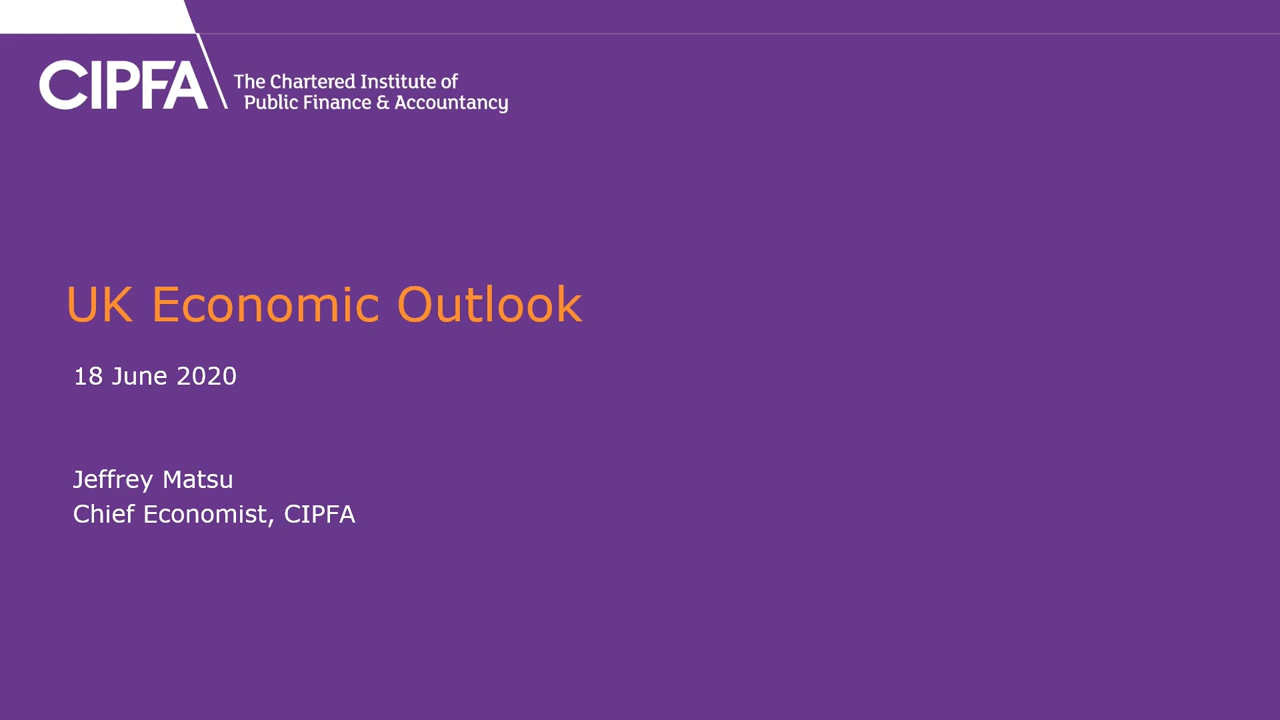 CIPFA
The Chartered Institute of
Public Finance & Accountancy
UK Economic Outlook
18 June 2020
Jeffrey Matsu
Chief Economist, CIPFA